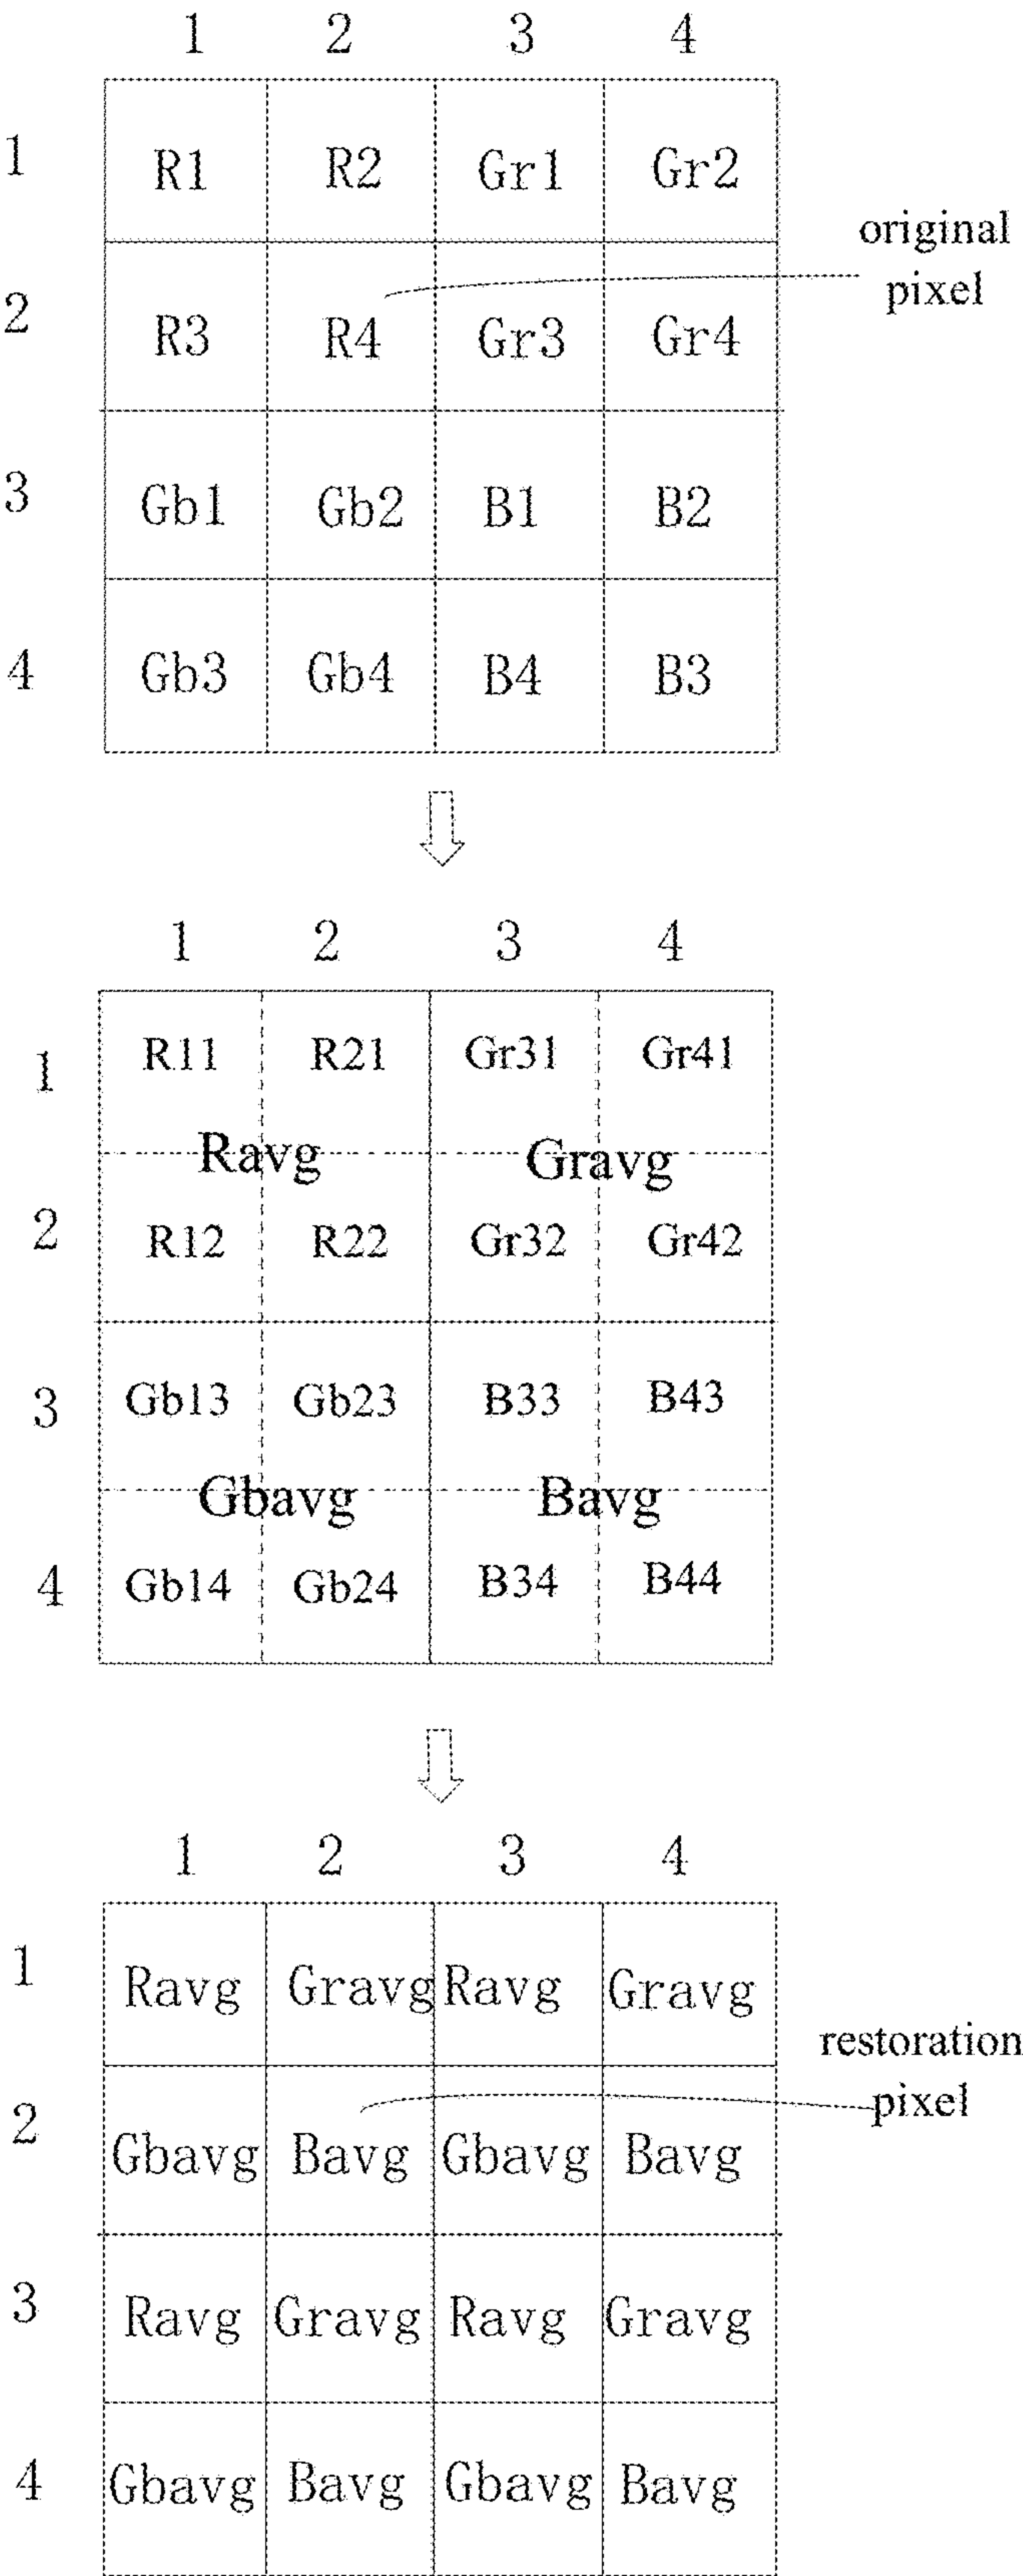 1 2 3 4
1 R1 R2 Gr1 Gr2
original
pixel
2 R3 R4 Gr3 Gr4
3 Gb1 Gb2 B1 B2
4 Gb3 Gb4 B4 B3
1 2 3 4
1 R11 R21 Gr31 Gr41
Ravg Gravg
2 R12 R22 Gr32 Gr42
3 Gb13 Gb23 B33 B43
Gbavg Bavg
4 Gb14 Gb24 B34 B44
1 2 3 4
1 Ravg Gravg Ravg Gravg
restoration
pixel
2 Gbavg Bavg Gbavg Bavg
3 Ravg Gravg Ravg Gravg
4 Gbavg Bavg Gbavg Bavg